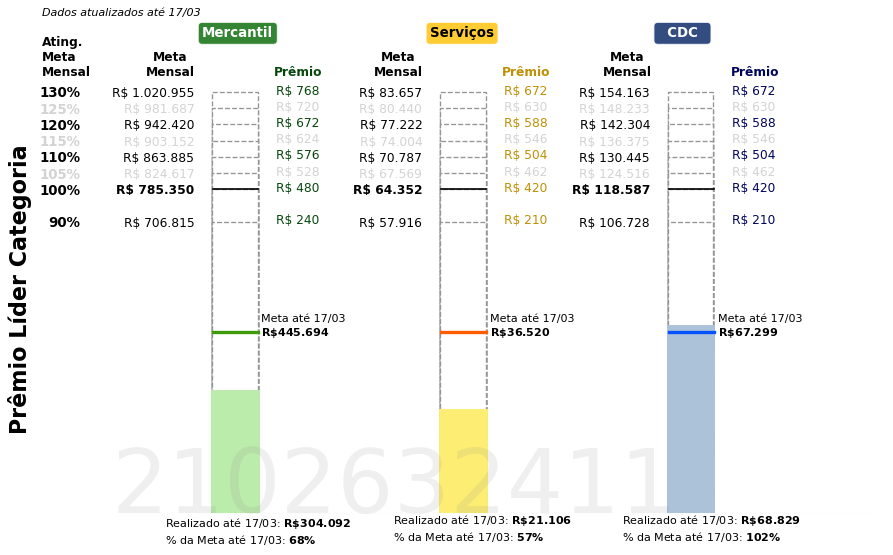 Dados atualizados até 17/03
Mercantil Serviços CDC
Ating. Meta Mensal Meta Mensal Prêmio Meta Mensal Prêmio Meta Mensal Prêmio
130% R$ 1.020.955 R$ 768 R$ 83.657 R$ 672 R$ 154.163 R$ 672
125% R$ 981.687 R$ 720 R$ 80.440 R$ 630 R$ 148.233 R$ 630
120% R$ 942.420 R$ 672 R$ 77.222 R$ 588 R$ 142.304 R$ 588
115% R$ 903.152 R$ 624 R$ 74.004 R$ 546 R$ 136.375 R$ 546
110% R$ 863.885 R$ 576 R$ 70.787 R$ 504 R$ 130.445 R$ 504
105% R$ 824.617 R$ 528 R$ 67.569 R$ 462 R$ 124.516 R$ 462
100% R$ 785.350 R$ 480 R$ 64.352 R$ 420 R$ 118.587 R$ 420
90% R$ 706.815 R$ 240 R$ 57.916 R$ 210 R$ 106.728 R$ 210
Prêmio Líder Categoria
Meta até 17/03 Meta até 17/03 Meta até 17/03
R$445.694 R$36.520 R$67.299
2102632411
Realizado até 17/03: R$304.092 Realizado até 17/03: R$21.106 Realizado até 17/03: R$68.829
% da Meta até 17/03: 68% % da Meta até 17/03: 57% % da Meta até 17/03: 102%